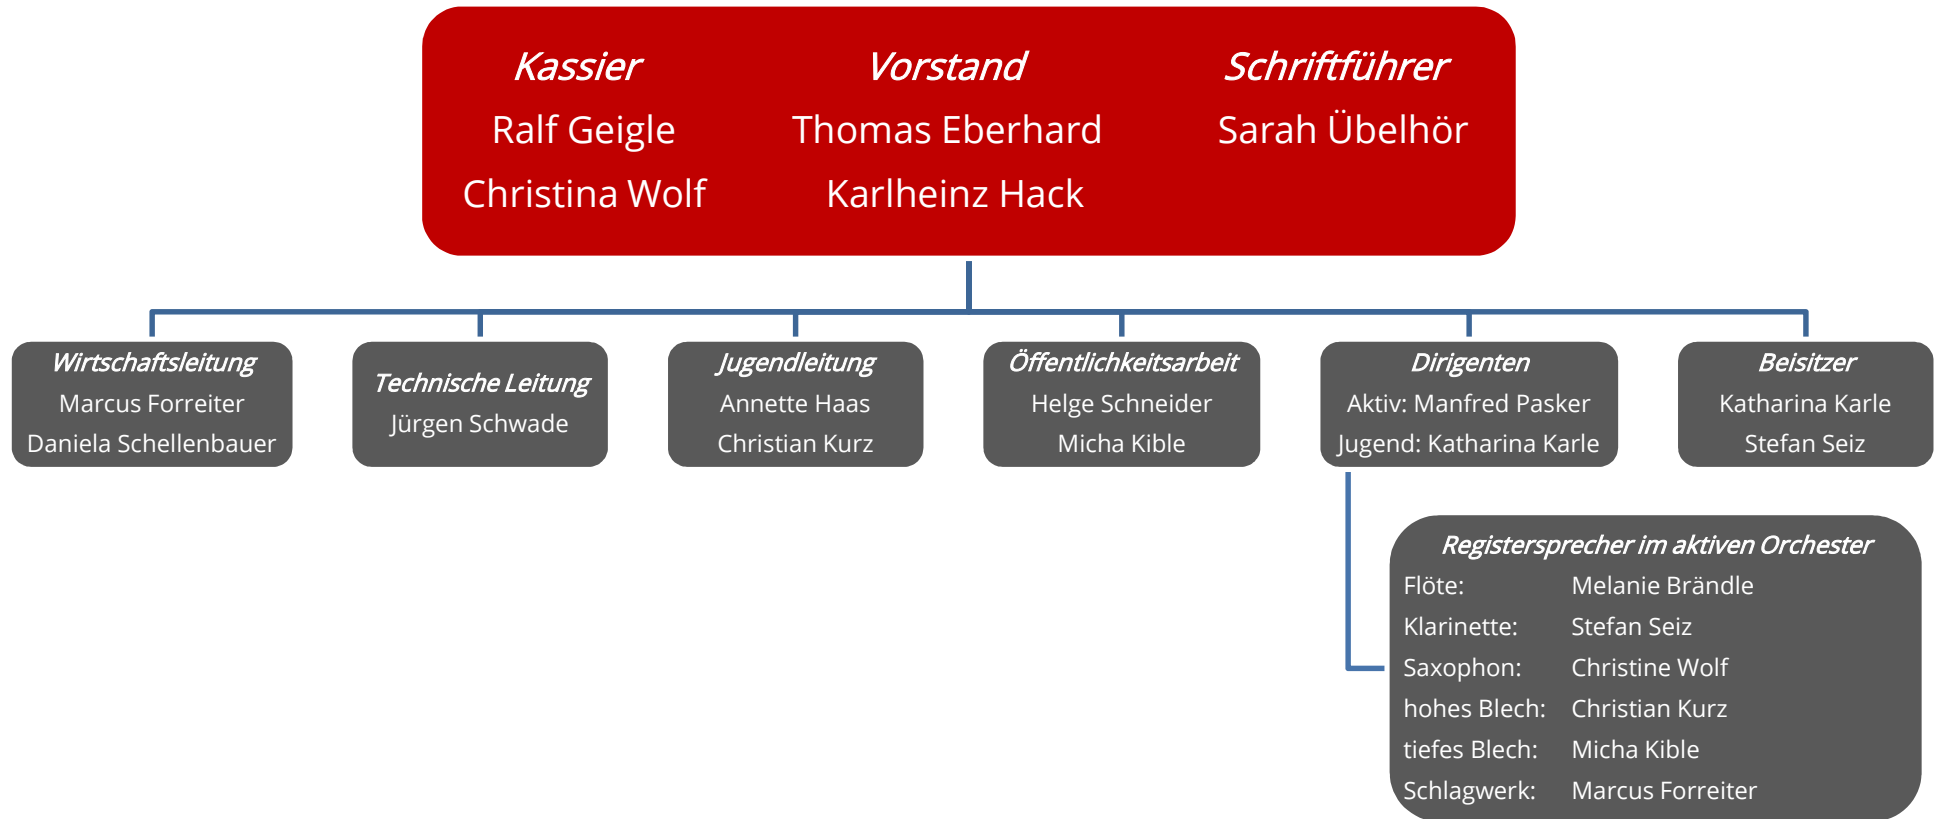 Kassier
Ralf Geigle
Christina Wolf
Vorstand
Thomas Eberhard
Karlheinz Hack
Schriftführer
Sarah Übelhör
Wirtschaftsleitung
Marcus Forreiter
Daniela Schellenbauer
Technische Leitung
Jürgen Schwade
Jugendleitung
Annette Haas
Christian Kurz
Öffentlichkeitsarbeit
Helge Schneider
Micha Kible
Dirigenten
Aktiv: Manfred Pasker
Jugend: Katharina Karle
Beisitzer
Katharina Karle
Stefan Seiz
Registersprecher im aktiven Orchester
Flöte: Melanie Brändle
Klarinette: Stefan Seiz
Saxophon: Christine Wolf
hohes Blech: Christian Kurz
tiefes Blech: Micha Kible
Schlagwerk: Marcus Forreiter